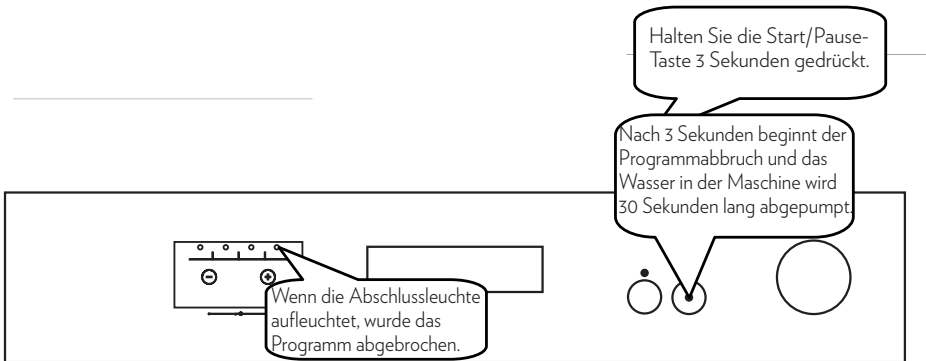 Halten Sie die Start/Pause-
Taste 3 Sekunden gedrückt.
Nach 3 Sekunden beginnt der
Programmabbruch und das
Wasser in der Maschine wird
30 Sekunden lang abgepumpt.
Wenn die Abschlussleuchte
aufleuchtet, wurde das
Programm abgebrochen.